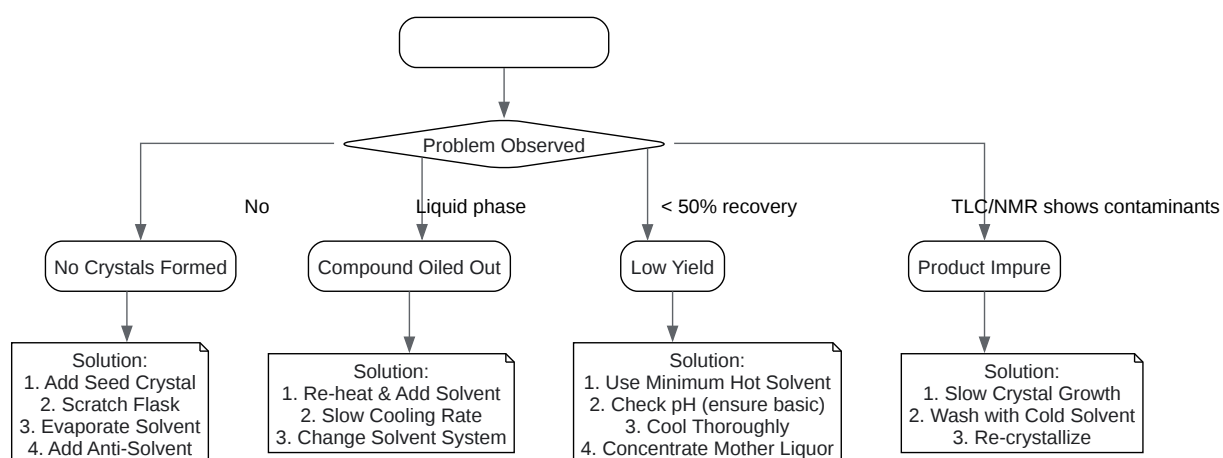 Problem Observed
No
Liquid phase
< 50% recovery
TLC/NMR shows contaminants
No Crystals Formed
Compound Oiled Out
Low Yield
Product Impure
Solution:
1. Add Seed Crystal
2. Scratch Flask
3. Evaporate Solvent
4. Add Anti-Solvent
Solution:
1. Re-heat & Add Solvent
2. Slow Cooling Rate
3. Change Solvent System
Solution:
1. Use Minimum Hot Solvent
2. Check pH (ensure basic)
3. Cool Thoroughly
4. Concentrate Mother Liquor
Solution:
1. Slow Crystal Growth
2. Wash with Cold Solvent
3. Re-crystallize